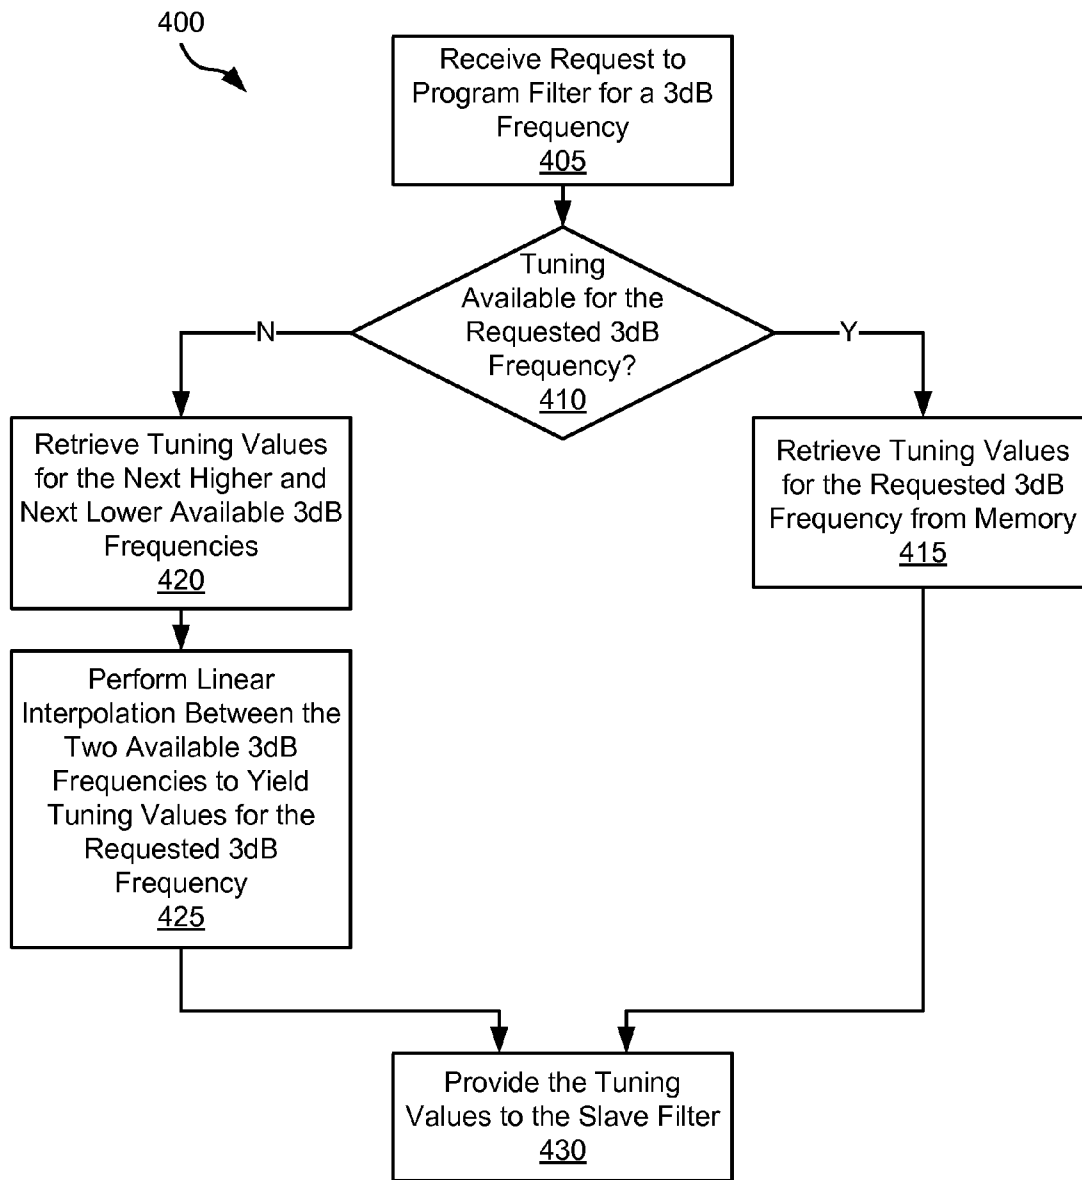 400
Receive Request to
Program Filter for a 3dB
Frequency
405
Tuning
Available for the
Requested 3dB
Frequency?
410
N
Y
Retrieve Tuning Values
for the Next Higher and
Next Lower Available 3dB
Frequencies
420
Retrieve Tuning Values
for the Requested 3dB
Frequency from Memory
415
Perform Linear
Interpolation Between the
Two Available 3dB
Frequencies to Yield
Tuning Values for the
Requested 3dB
Frequency
425
Provide the Tuning
Values to the Slave Filter
430